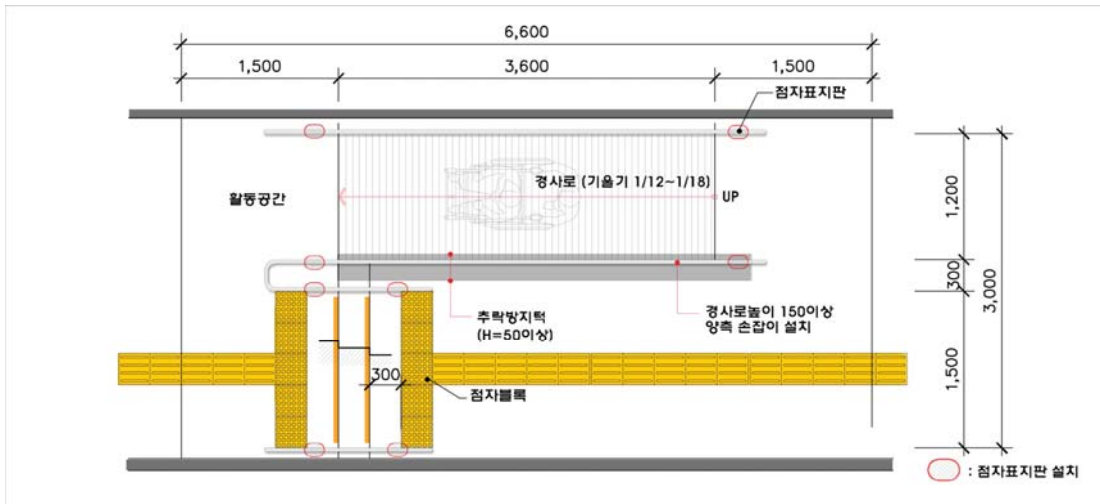 6,600
1,500
3,600
1,500
점자표지판
활동공간
경사로 (기울기 1/12~1/18)
UP
1,200
300
3,000
1,500
추락방지턱
(H=50이상)
경사로높이 150이상
양측 손잡이 설치
300
점자블록
: 점자표지판 설치